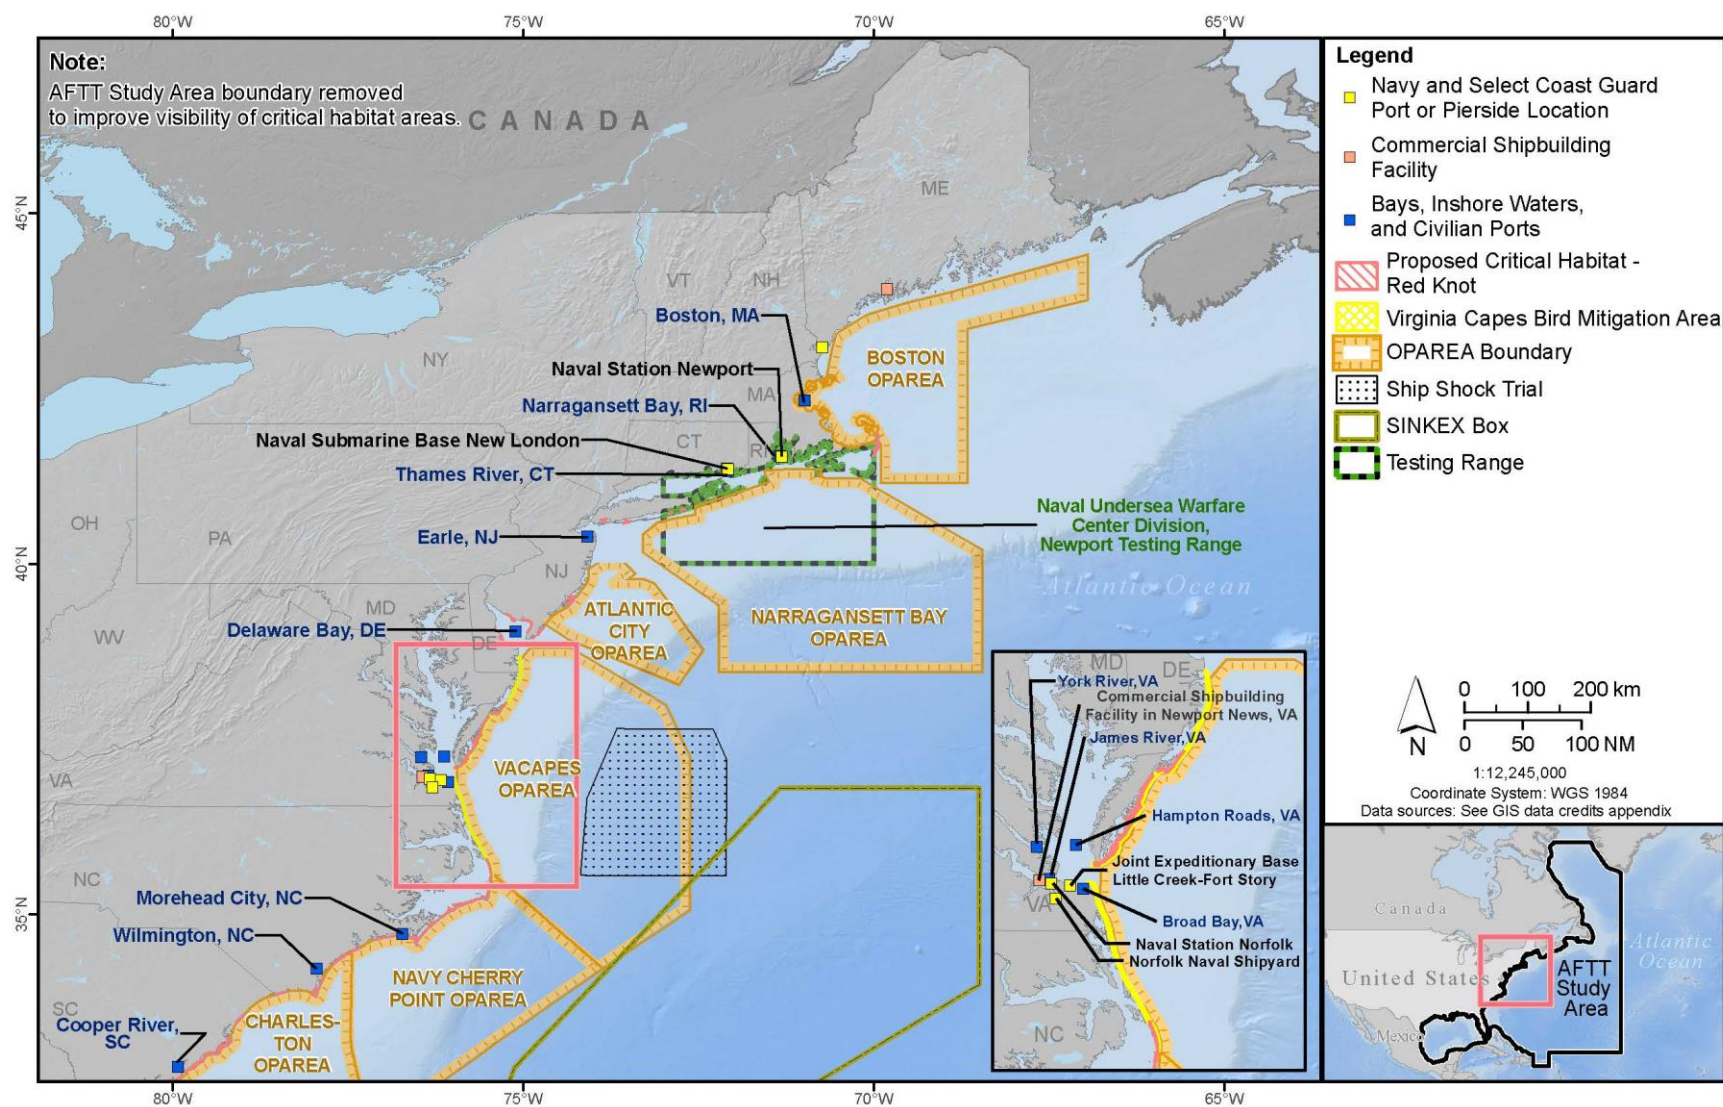 80°W
75°W
70°W
65°W
Note:
AFTT Study Area boundary removed
to improve visibility of critical habitat areas.
CANADA
ME
VT
NH
NY
MA
CT
RI
OH
PA
NJ
MD
WV
DE
VA
NC
SC
45°N
40°N
35°N
Boston, MA
Naval Station Newport
Narragansett Bay, RI
Naval Submarine Base New London
Thames River, CT
Earle, NJ
Delaware Bay, DE
Morehead City, NC
Wilmington, NC
Cooper River,
SC
BOSTON
OPAREA
Naval Undersea Warfare
Center Division,
Newport Testing Range
Atlantic Ocean
NARRAGANSETT BAY
OPAREA
ATLANTIC
CITY
OPAREA
VACAPES
OPAREA
NAVY CHERRY
POINT OPAREA
CHARLES-
TON
OPAREA
MD
DE
York River,VA
Commercial Shipbuilding
Facility in Newport News, VA
James River,VA
Hampton Roads, VA
Joint Expeditionary Base
Little Creek-Fort Story
VA
Broad Bay,VA
Naval Station Norfolk
Norfolk Naval Shipyard
NC
80°W
75°W
70°W
65°W
Legend
Navy and Select Coast Guard
Port or Pierside Location
Commercial Shipbuilding
Facility
Bays, Inshore Waters,
and Civilian Ports
Proposed Critical Habitat -
Red Knot
Virginia Capes Bird Mitigation Area
OPAREA Boundary
Ship Shock Trial
SINKEX Box
Testing Range
N
0 100 200 km
0 50 100 NM
1:12,245,000
Coordinate System: WGS 1984
Data sources: See GIS data credits appendix
Canada
United States
Mexico
Atlantic
Ocean
AFTT
Study
Area